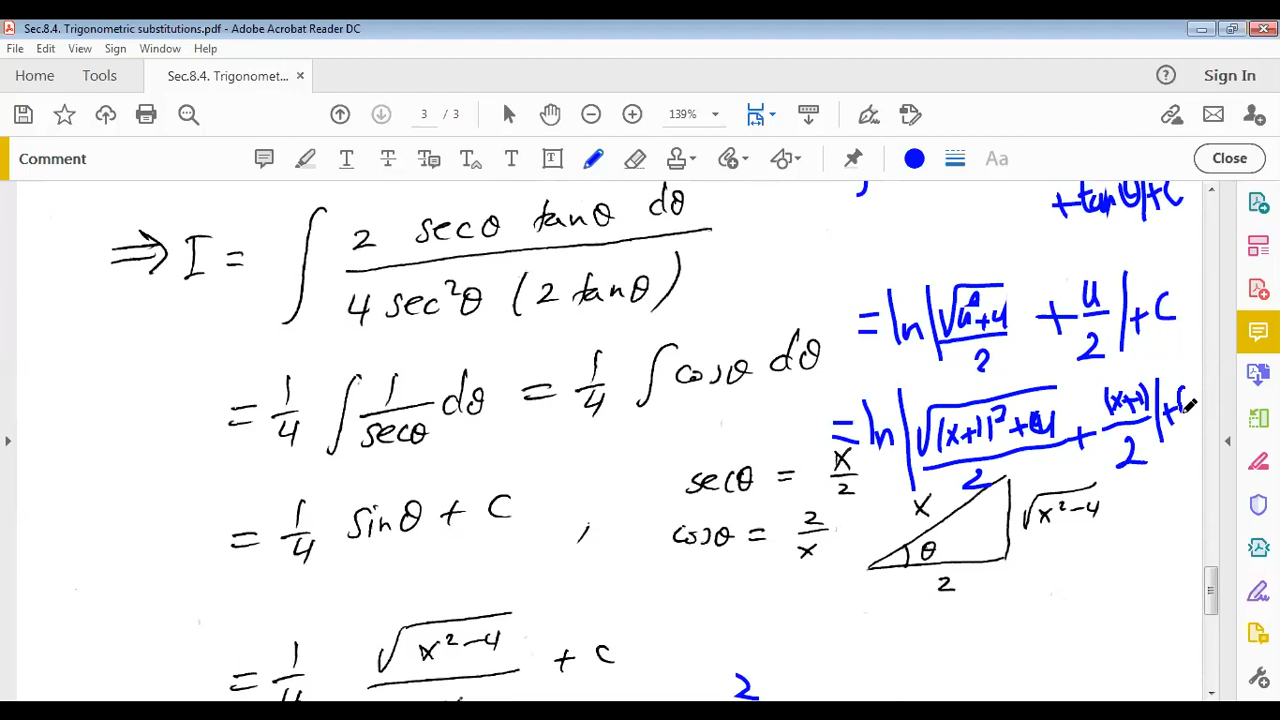 Sec.8.4. Trigonometric substitutions.pdf - Adobe Acrobat Reader DC
File Edit View Sign Window Help
Home Tools Sec.8.4. Trigonomet... × Sign In
3 / 3 139%
Comment Aa Close
+tanθ|+C
⇒ I = ∫ 2 secθ tanθ dθ / 4 sec²θ (2 tanθ)
= ln|√(u²+4)/2 + u/2|+C
= 1/4 ∫ 1/secθ dθ = 1/4 ∫ cosθ dθ
= ln|√((x+1)²+4)/2 + (x+1)/2|+C
secθ = x/2
= 1/4 sinθ + C , cosθ = 2/x
x √(x²-4)
θ
2
= 1/4 √(x²-4) + C
2